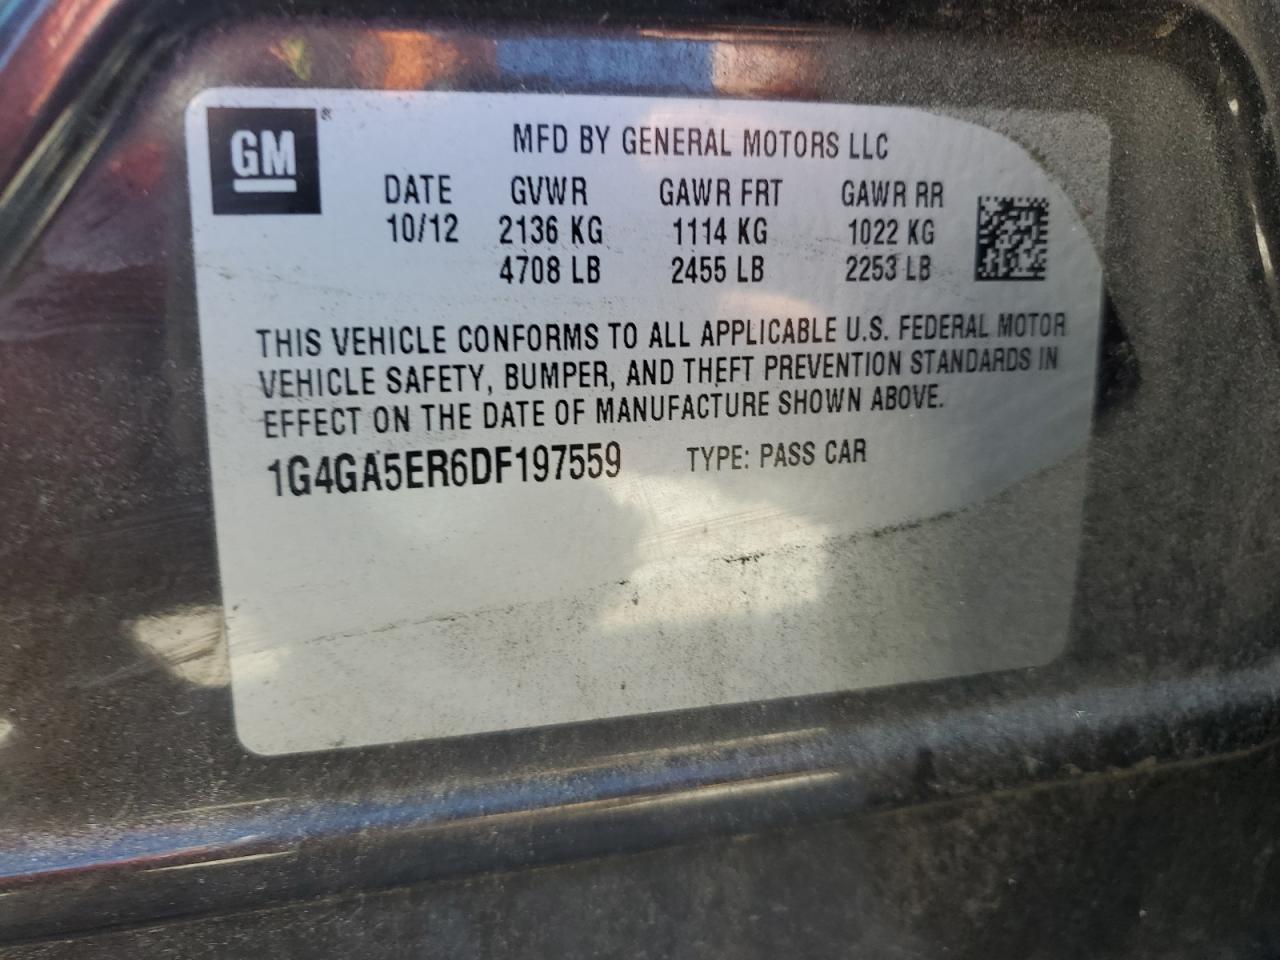 GM ®
MFD BY GENERAL MOTORS LLC
DATE GVWR GAWR FRT GAWR RR
10/12 2136 KG 1114 KG 1022 KG
4708 LB 2455 LB 2253 LB
THIS VEHICLE CONFORMS TO ALL APPLICABLE U.S. FEDERAL MOTOR
VEHICLE SAFETY, BUMPER, AND THEFT PREVENTION STANDARDS IN
EFFECT ON THE DATE OF MANUFACTURE SHOWN ABOVE.
1G4GA5ER6DF197559 TYPE: PASS CAR